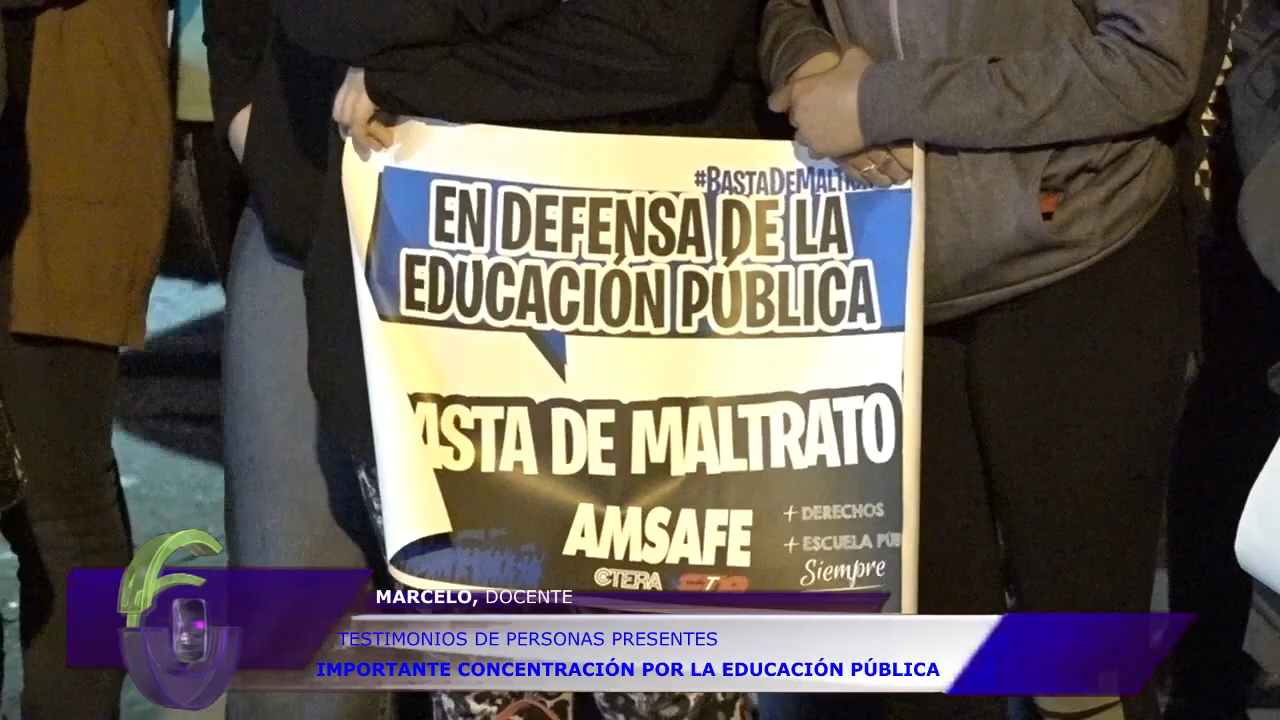 #BASTADEMALTRATO
EN DEFENSA DE LA
EDUCACIÓN PÚBLICA
ASTA DE MALTRATO
AMSAFE
+ DERECHOS
+ ESCUELA PÚB
Siempre
CTERA
MARCELO, DOCENTE
TESTIMONIOS DE PERSONAS PRESENTES
IMPORTANTE CONCENTRACIÓN POR LA EDUCACIÓN PÚBLICA